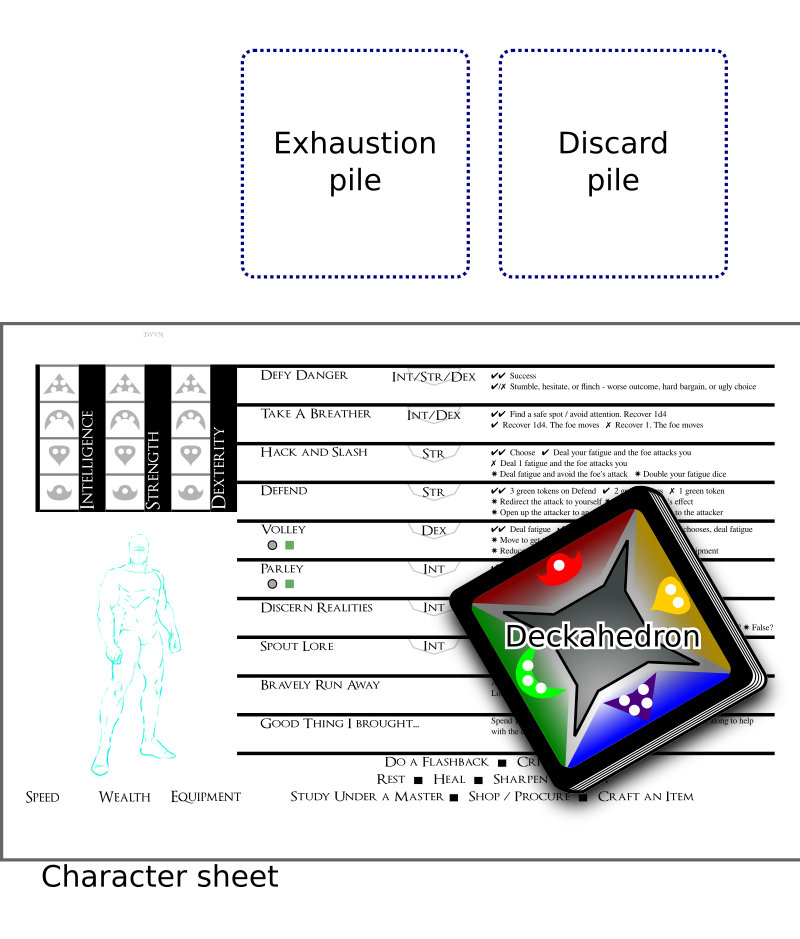 Exhaustion
pile
Discard
pile
NAME
DEFY DANGER INT/STR/DEX ✔✔ Success
✔/✗ Stumble, hesitate, or flinch - worse outcome, hard bargain, or ugly choice
TAKE A BREATHER INT/DEX ✔✔ Find a safe spot / avoid attention. Recover 1d4
✔ Recover 1d4. The foe moves ✗ Recover 1. The foe moves
HACK AND SLASH STR ✔✔ Choose ✔ Deal your fatigue and the foe attacks you
✗ Deal 1 fatigue and the foe attacks you
✷ Deal fatigue and avoid the foe's attack ✷ Double your fatigue dice
DEFEND STR ✔✔ 3 green tokens on Defend ✔ 2 ✗ 1 green token
✷ Redirect the attack to yourself effect
✷ Open up the attacker to to the attacker
VOLLEY DEX ✔✔ Deal fatigue chooses, deal fatigue
✷ Move to
PARLEY INT
DISCERN REALITIES INT
✷ False?
SPOUT LORE INT
BRAVELY RUN AWAY
GOOD THING I BROUGHT... Spend to help
with the
INTELLIGENCE
STRENGTH
DEXTERITY
Deckahedron
DO A FLASHBACK ■
REST ■ HEAL ■ SHARPEN
SPEED WEALTH EQUIPMENT STUDY UNDER A MASTER ■ SHOP / PROCURE ■ CRAFT AN ITEM
Character sheet